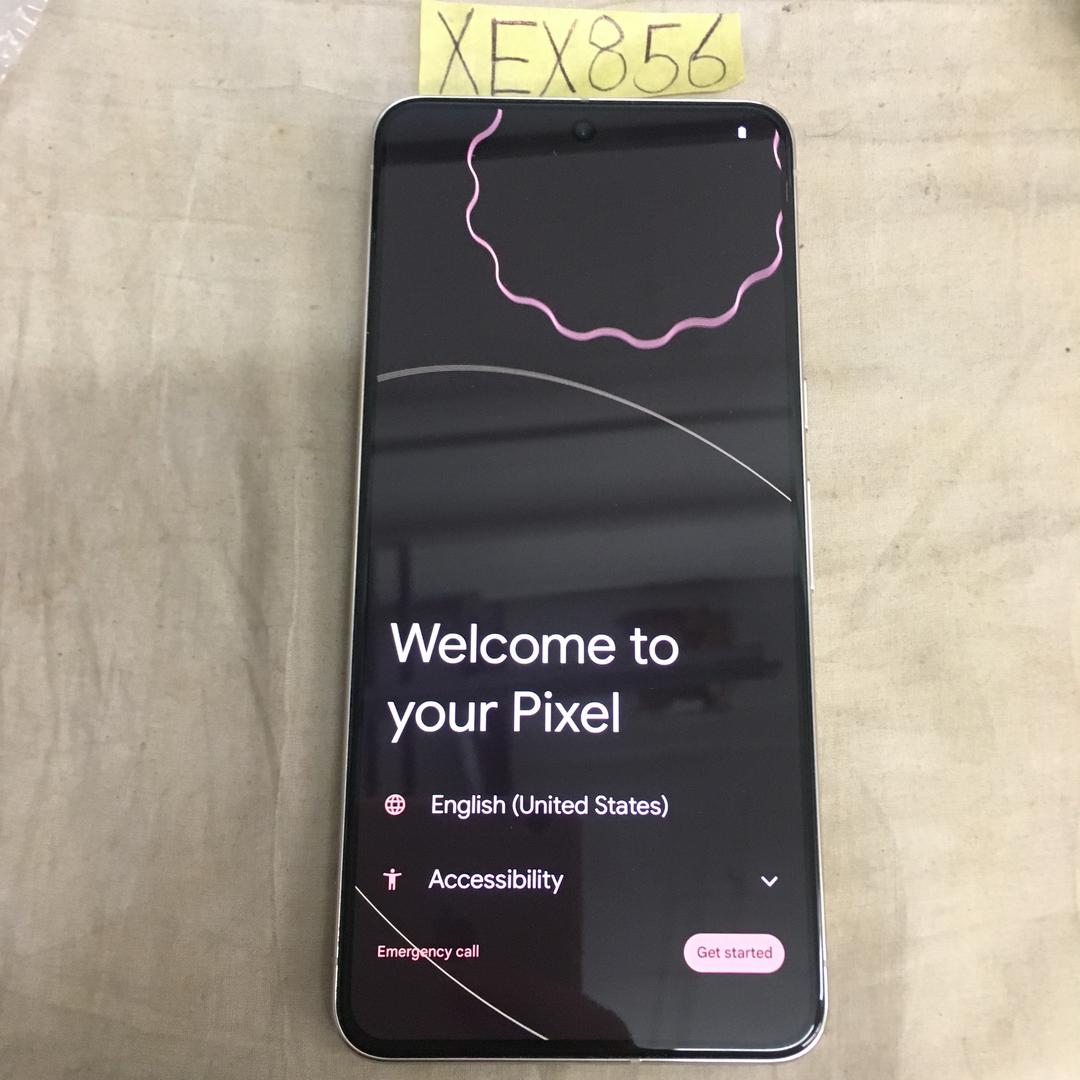 XEX856
Welcome to
your Pixel
English (United States)
Accessibility
Emergency call
Get started